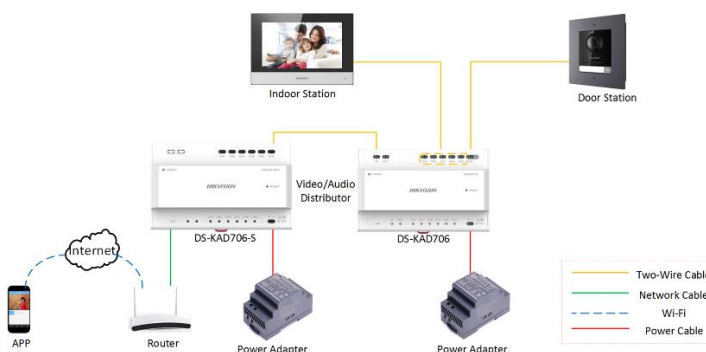 Indoor Station
Door Station
HIKVISION
HIKVISION
Video/Audio
Distributor
DS-KAD706-S
DS-KAD706
Internet
APP
Router
Power Adapter
Power Adapter
Two-Wire Cable
Network Cable
Wi-Fi
Power Cable